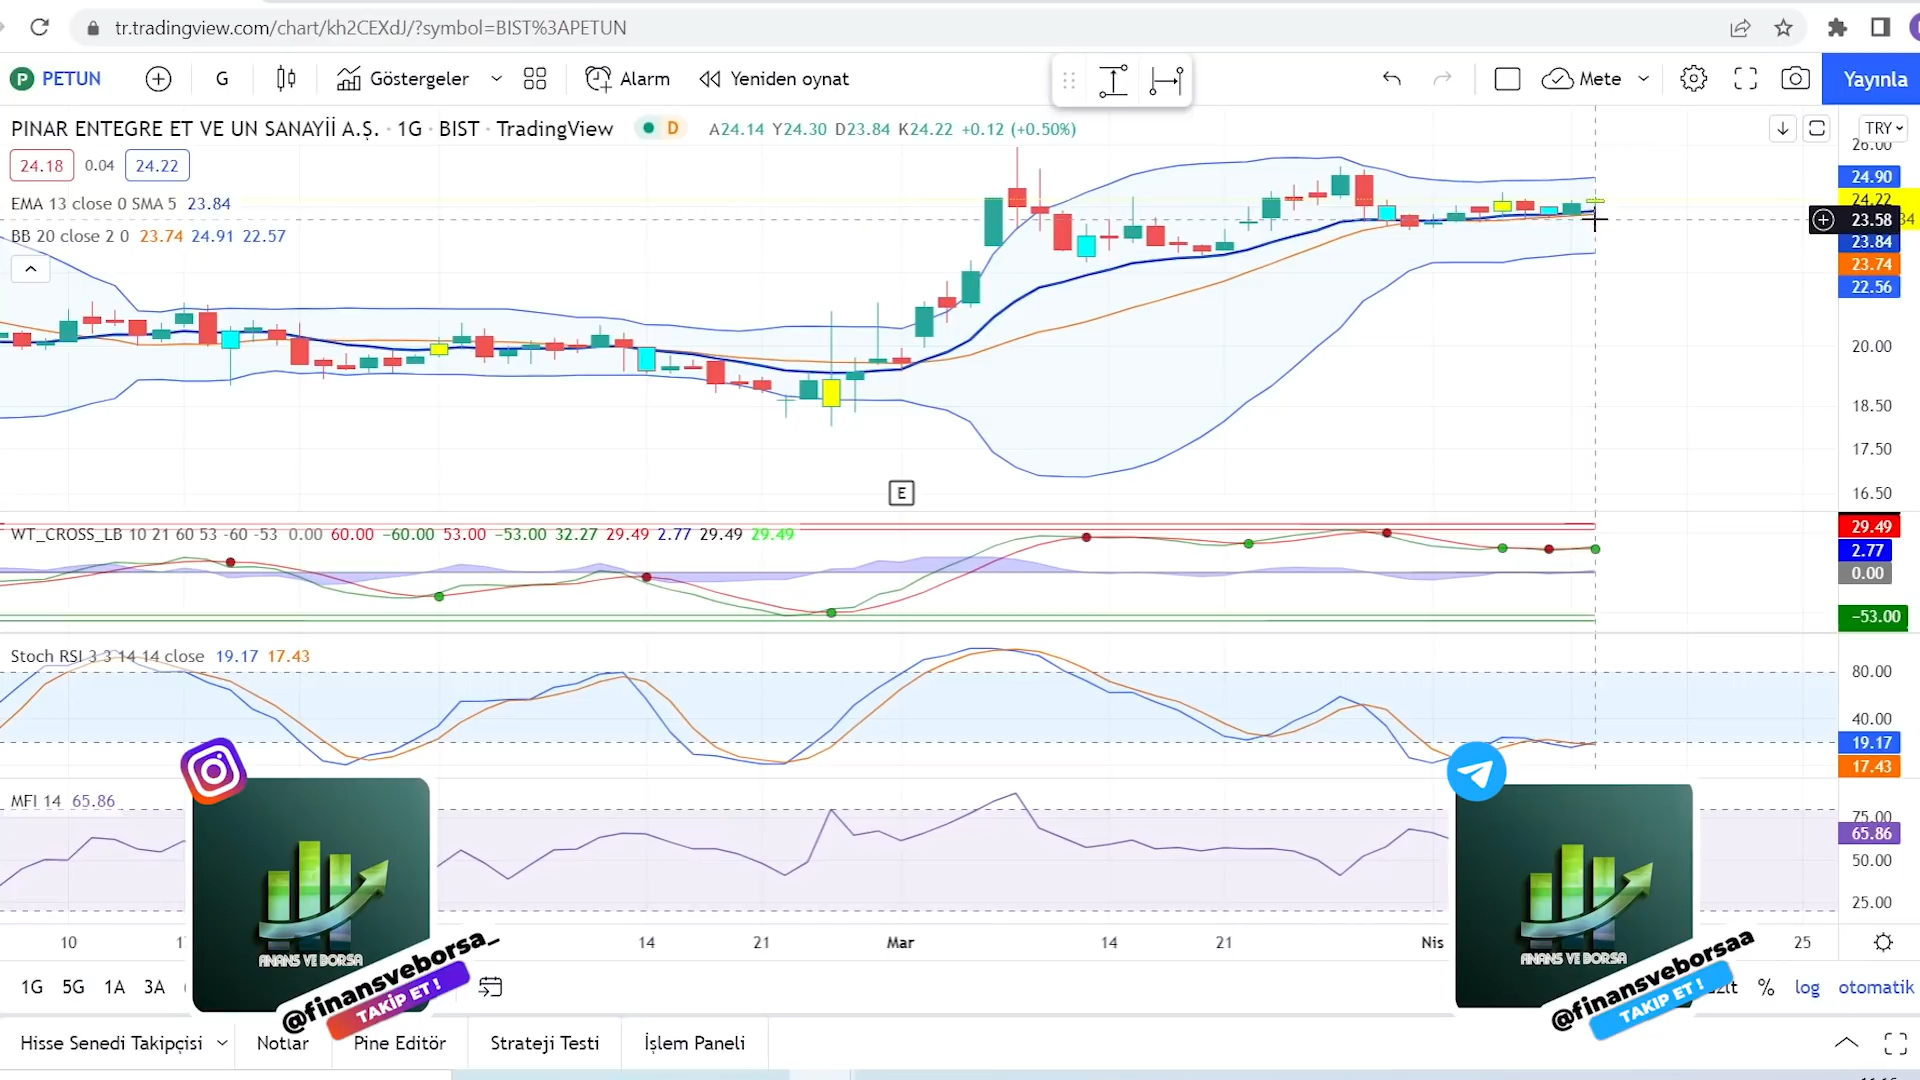 tr.tradingview.com/chart/kh2CEXdJ/?symbol=BIST%3APETUN
P PETUN G Göstergeler Alarm Yeniden oynat Mete Yayınla
PINAR ENTEGRE ET VE UN SANAYİİ A.Ş. · 1G · BIST · TradingView D A24.14 Y24.30 D23.84 K24.22 +0.12 (+0.50%)
TRY
26.00
24.18 0.04 24.22
24.90
24.22
EMA 13 close 0 SMA 5 23.84
23.58
BB 20 close 2 0 23.74 24.91 22.57
23.84
23.74
22.56
20.00
18.50
17.50
E
16.50
WT_CROSS_LB 10 21 60 53 -60 -53 0.00 60.00 −60.00 53.00 −53.00 32.27 29.49 2.77 29.49 29.49
29.49
2.77
0.00
−53.00
Stoch RSI 3 3 14 14 close 19.17 17.43
80.00
40.00
19.17
17.43
MFI 14 65.86
75.00
65.86
50.00
25.00
FINANS VE BORSA
FINANS VE BORSA
10 14 21 Mar 14 21 Nis 25
@finansveborsa_
TAKİP ET !
@finansveborsaa
TAKIP ET !
1G 5G 1A 3A % log otomatik
Hisse Senedi Takipçisi Notlar Pine Editör Strateji Testi İşlem Paneli